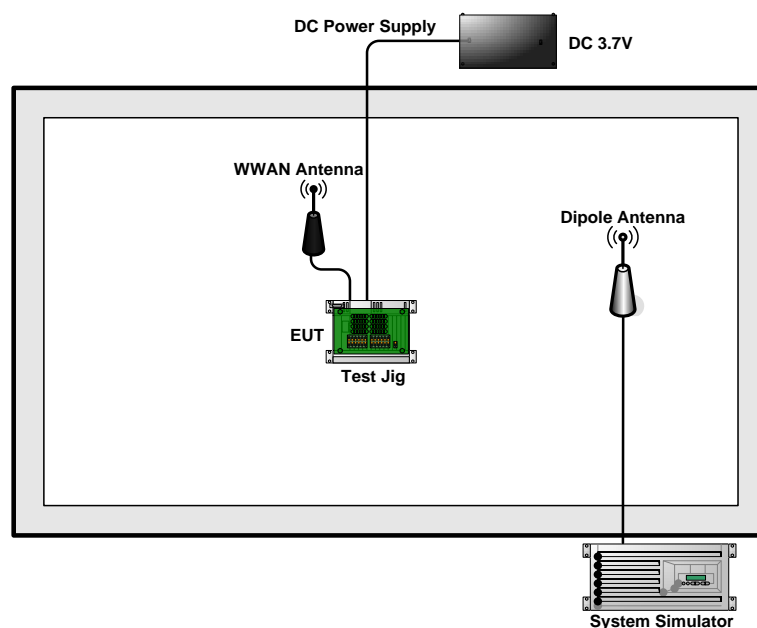 DC Power Supply
DC 3.7V
WWAN Antenna
Dipole Antenna
EUT
Test Jig
System Simulator